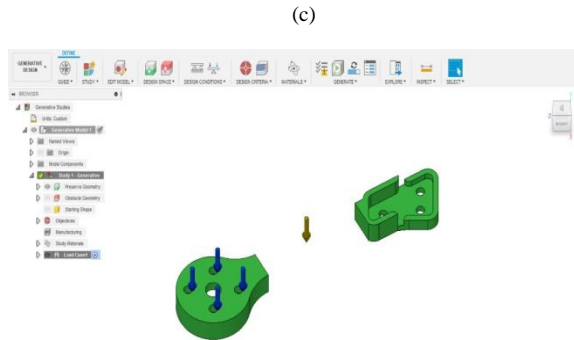 (c)
DEFINE
GENERATIVE DESIGN
GUIDE
STUDY
EDIT MODEL
DESIGN SPACE
DESIGN CONDITIONS
DESIGN CRITERIA
MATERIALS
GENERATE
EXPLORE
INSPECT
SELECT
BROWSER
Generative Studies
Units: Custom
Generative Model 1
Named Views
Origin
Model Components
Study 1 - Generative
Preserve Geometry
Obstacle Geometry
Starting Shape
Objectives
Manufacturing
Study Materials
Load Case1
Z
RIGHT